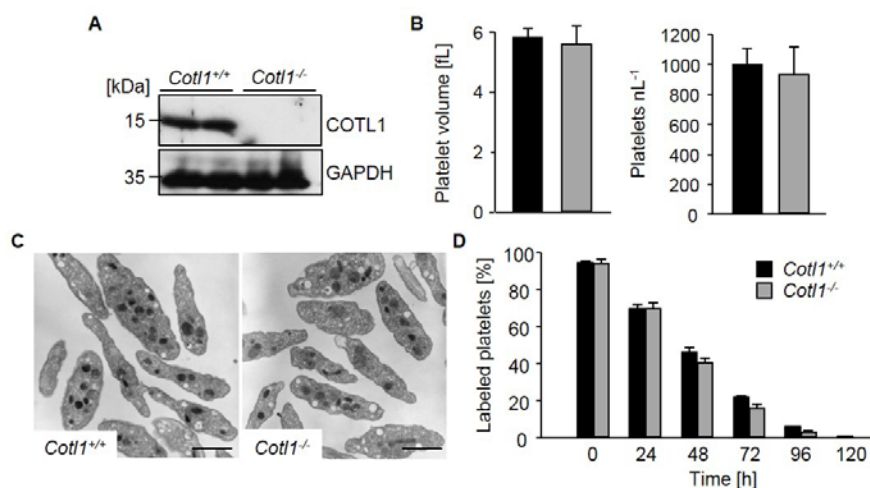 A
Cotl1+/+ Cotl1-/-
[kDa]
15
COTL1
35
GAPDH
B
Platelet volume [fL]
6
4
2
0
Platelets nL-1
1200
1000
800
600
400
200
0
C
Cotl1+/+
Cotl1-/-
D
Labeled platelets [%]
100
80
60
40
20
0
Cotl1+/+
Cotl1-/-
0 24 48 72 96 120
Time [h]